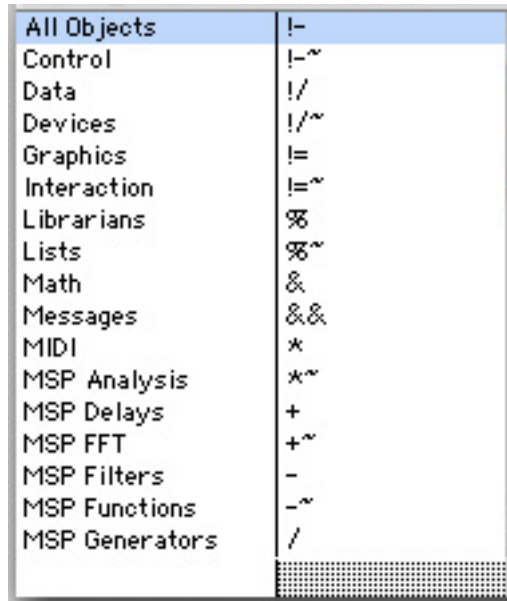 All Objects !-
Control !-~
Data !/
Devices !/~
Graphics !=
Interaction !=~
Librarians %
Lists %~
Math &
Messages &&
MIDI *
MSP Analysis *~
MSP Delays +
MSP FFT +~
MSP Filters -
MSP Functions -~
MSP Generators /